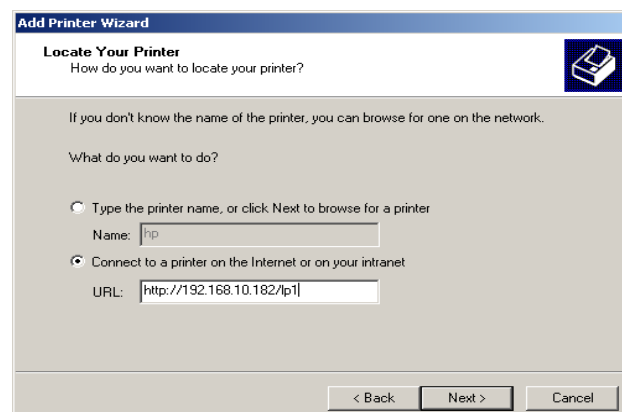 Add Printer Wizard
Locate Your Printer
How do you want to locate your printer?
If you don't know the name of the printer, you can browse for one on the network.
What do you want to do?
Type the printer name, or click Next to browse for a printer
Name: hp
Connect to a printer on the Internet or on your intranet
URL: http://192.168.10.182/lp1
< Back Next > Cancel